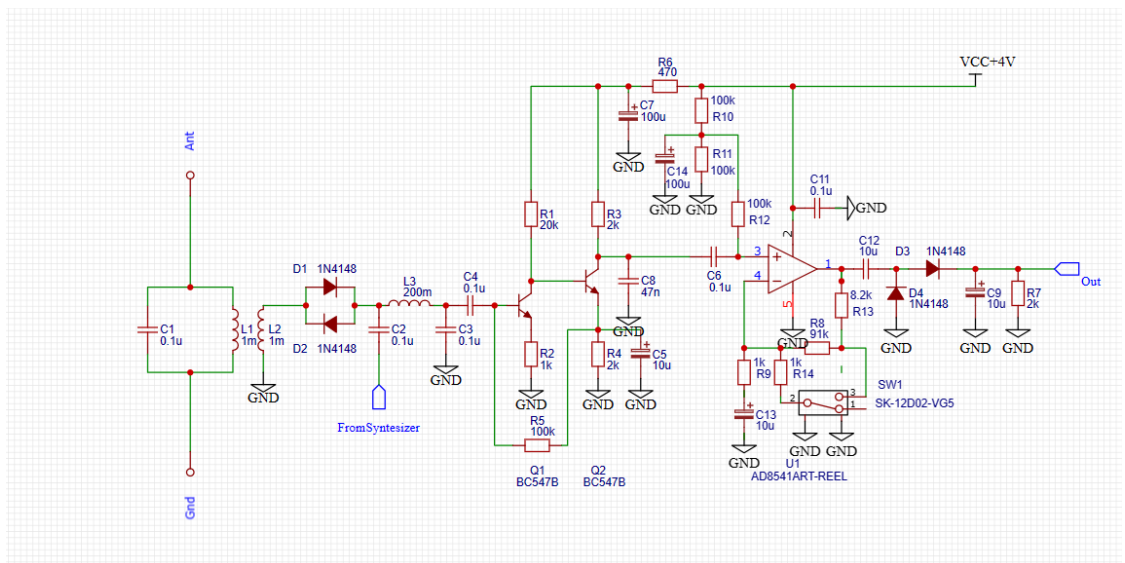 VCC+4V
R6
470
C7
100u
GND
100k
R10
R11
100k
C14
100u
GND
GND
100k
R12
C11
0.1u
GND
Ant
R1
20k
R3
2k
2
3
4
1
5
C6
0.1u
C12
10u
D3
1N4148
D4
1N4148
GND
C9
10u
GND
R7
2k
GND
Out
D1
1N4148
D2
1N4148
L3
200m
C4
0.1u
C8
47n
GND
GND
8.2k
R13
R8
91k
C1
0.1u
L1
1m
L2
1m
GND
C2
0.1u
C3
0.1u
GND
R2
1k
GND
R4
2k
GND
C5
10u
GND
1k
R9
1k
R14
C13
10u
GND
2
3
1
SW1
SK-12D02-VG5
GND
GND
FromSyntesizer
R5
100k
Q1
BC547B
Q2
BC547B
U1
AD8541ART-REEL
Gnd